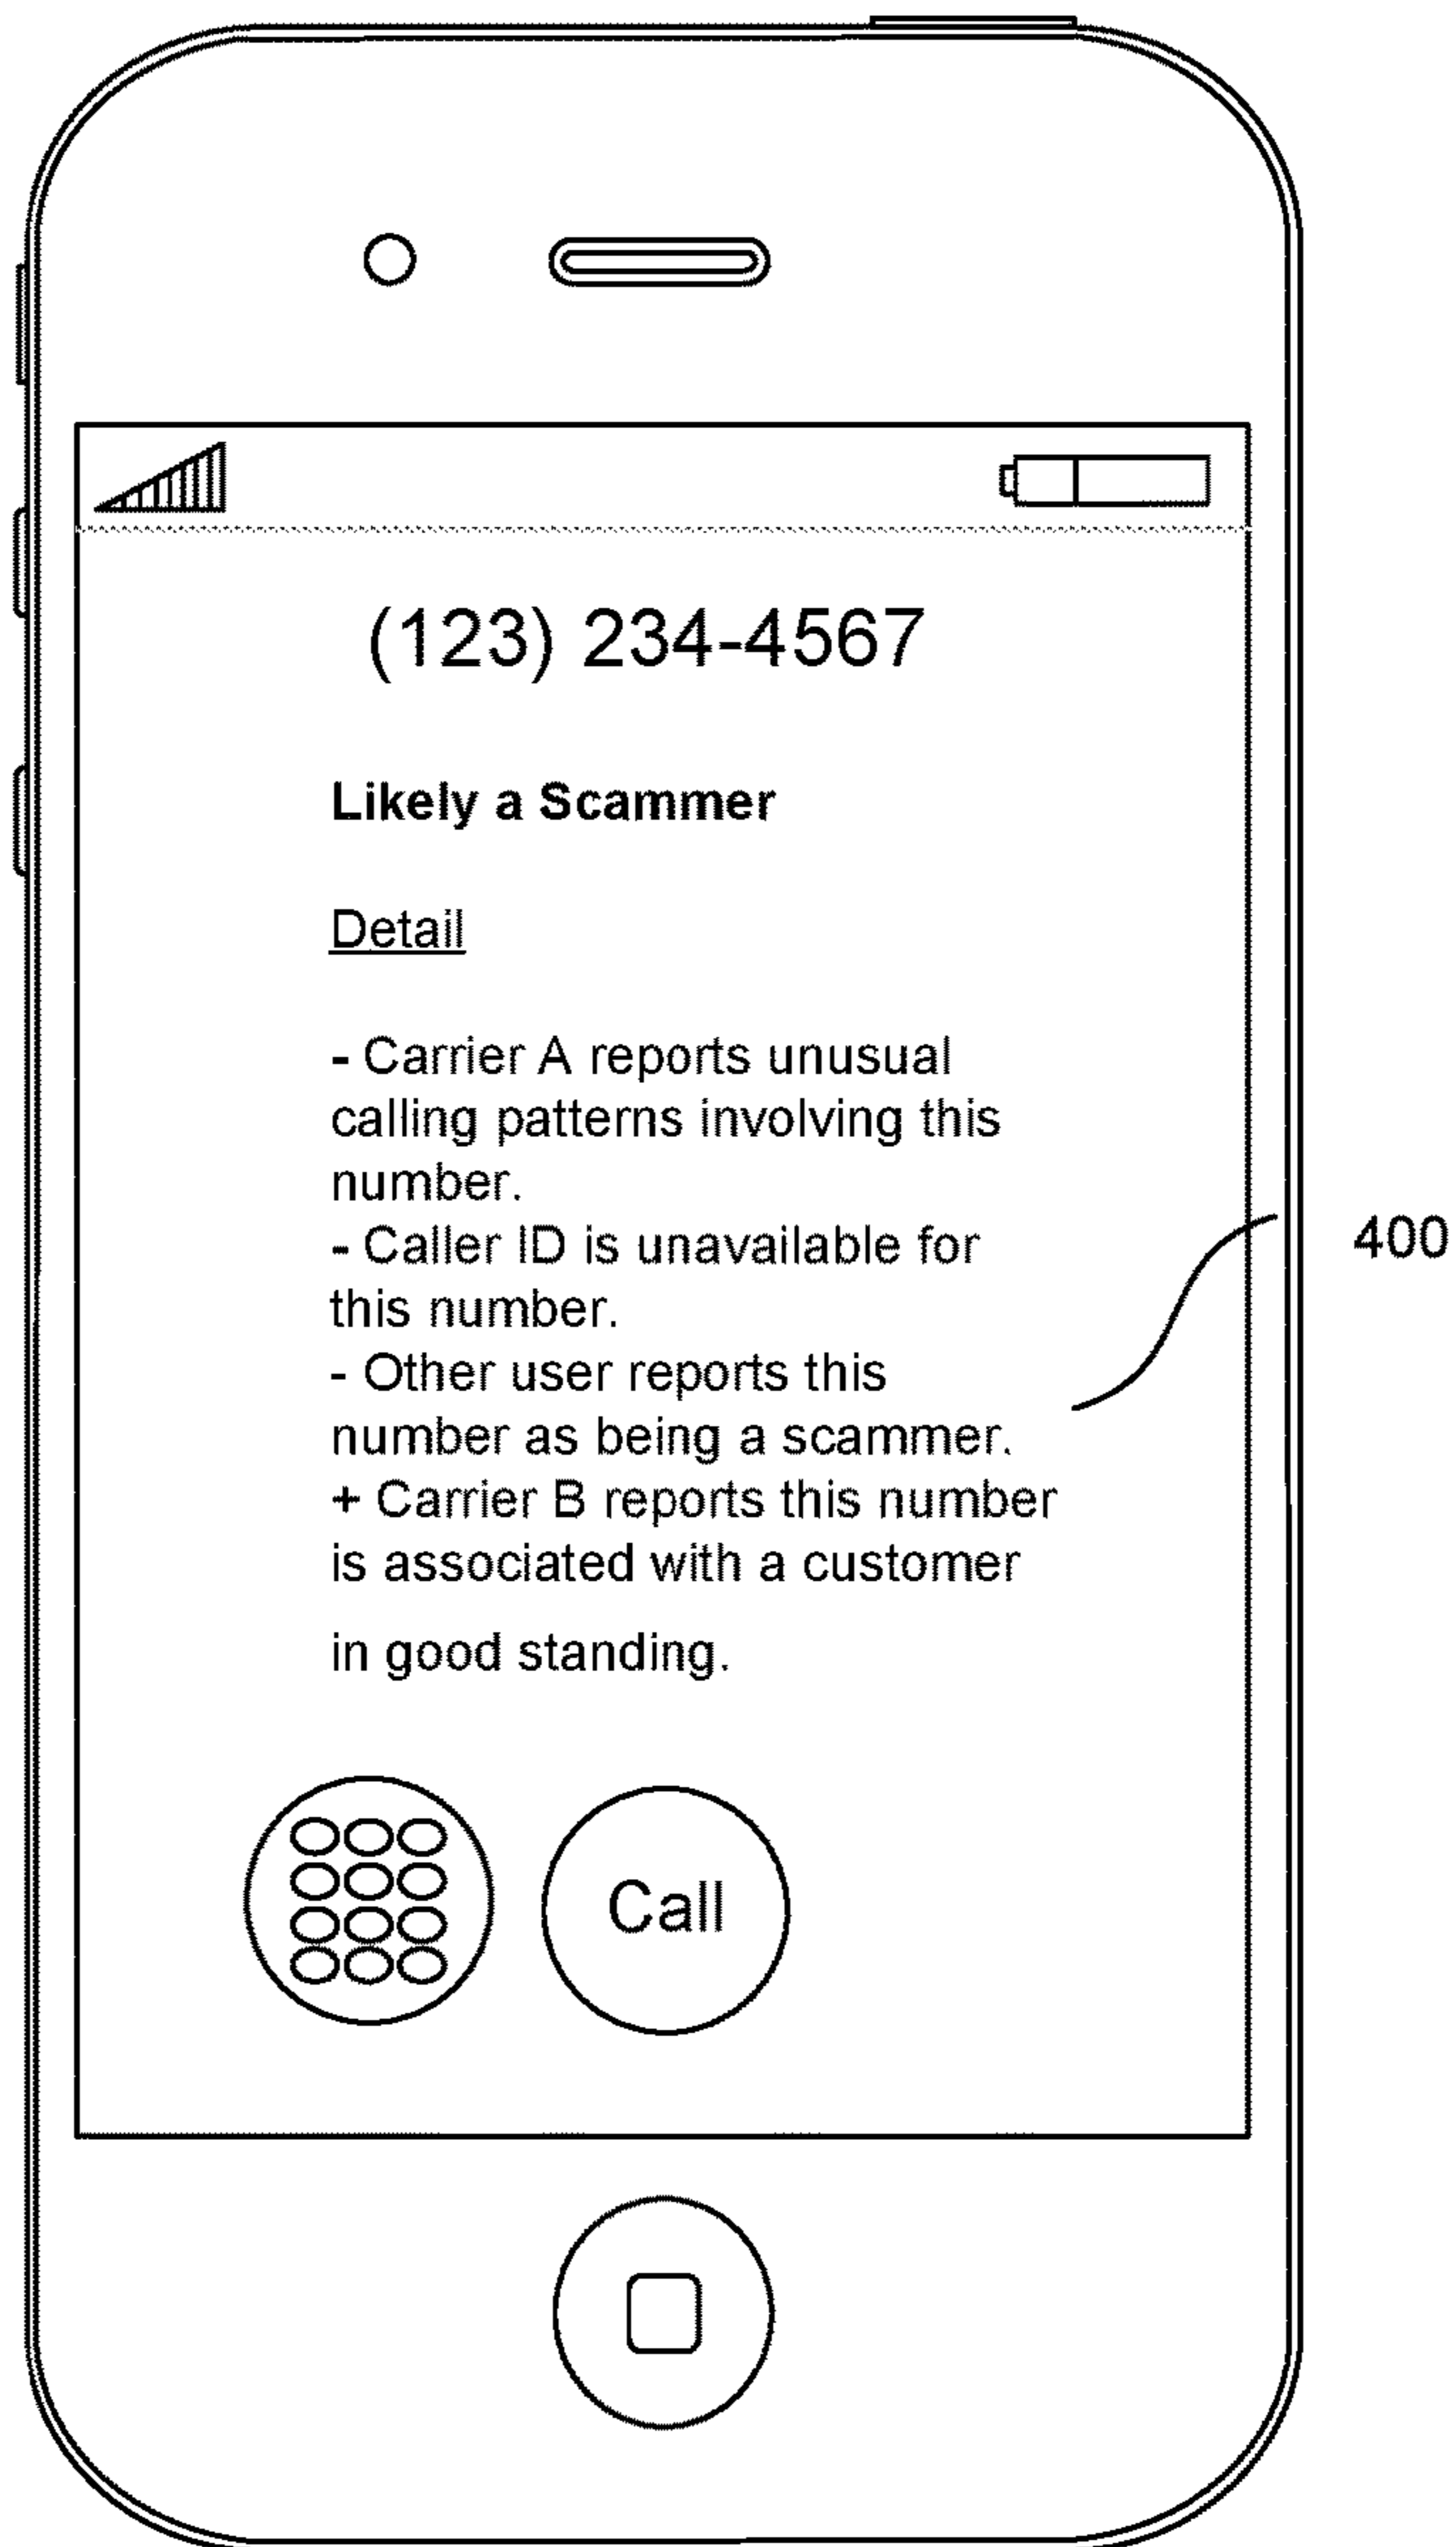 (123) 234-4567
Likely a Scammer
Detail
- Carrier A reports unusual
calling patterns involving this
number.
- Caller ID is unavailable for
this number.
- Other user reports this
number as being a scammer.
+ Carrier B reports this number
is associated with a customer
in good standing.
400
Call